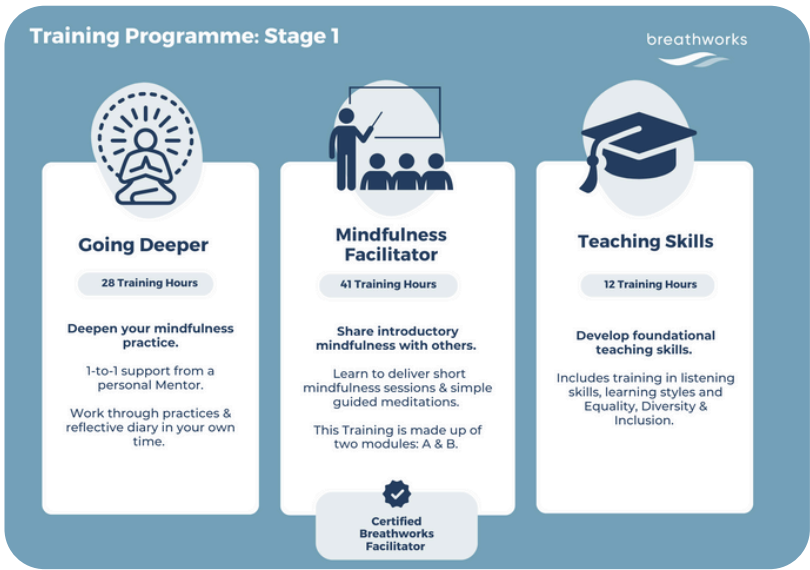 Training Programme: Stage 1
breathworks
Going Deeper
28 Training Hours
Deepen your mindfulness
practice.
1-to-1 support from a
personal Mentor.
Work through practices &
reflective diary in your own
time.
Mindfulness
Facilitator
41 Training Hours
Share introductory
mindfulness with others.
Learn to deliver short
mindfulness sessions & simple
guided meditations.
This Training is made up of
two modules: A & B.
Certified
Breathworks
Facilitator
Teaching Skills
12 Training Hours
Develop foundational
teaching skills.
Includes training in listening
skills, learning styles and
Equality, Diversity &
Inclusion.